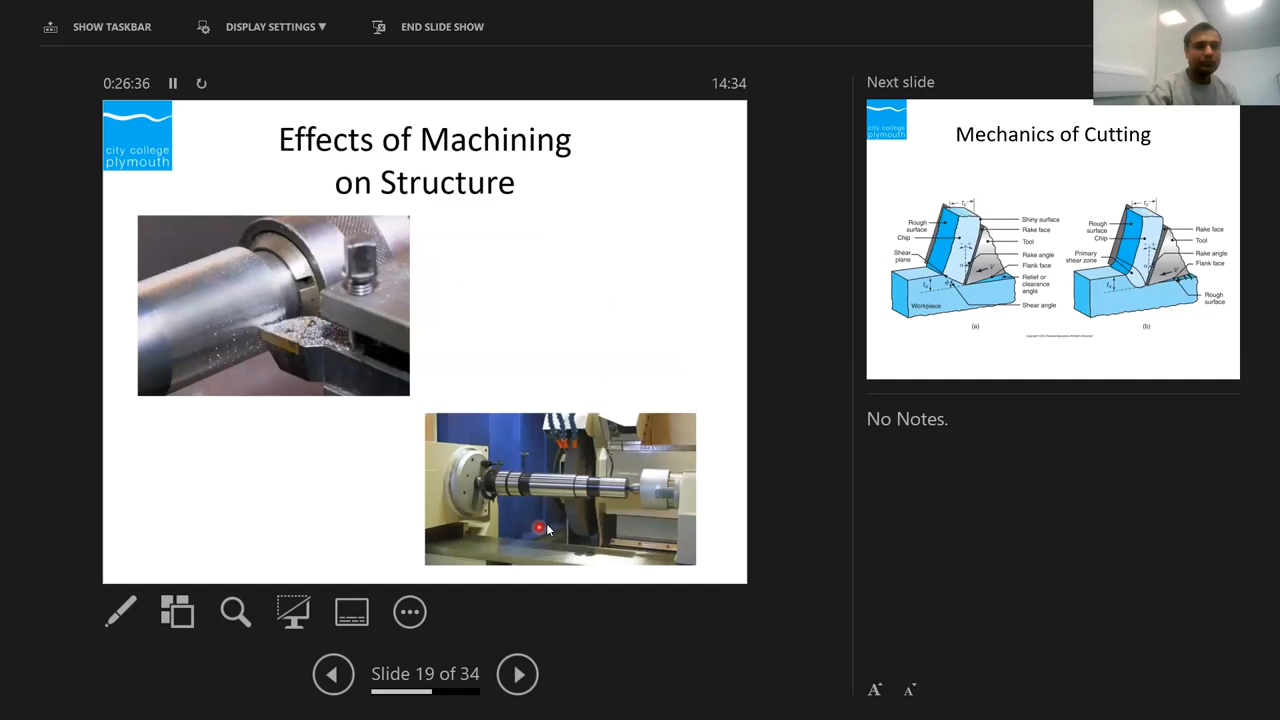 SHOW TASKBAR
DISPLAY SETTINGS ▼
END SLIDE SHOW
0:26:36
14:34
city college
plymouth
Effects of Machining
on Structure
Slide 19 of 34
Next slide
city college
plymouth
Mechanics of Cutting
Rough
surface
Chip
Shear
plane
Workpiece
Shiny surface
Rake face
Tool
Rake angle
Flank face
Relief or
clearance
angle
Shear angle
(a)
Rough
surface
Chip
Primary
shear zone
Rake face
Tool
Rake angle
Flank face
Rough
surface
(b)
No Notes.
A
A